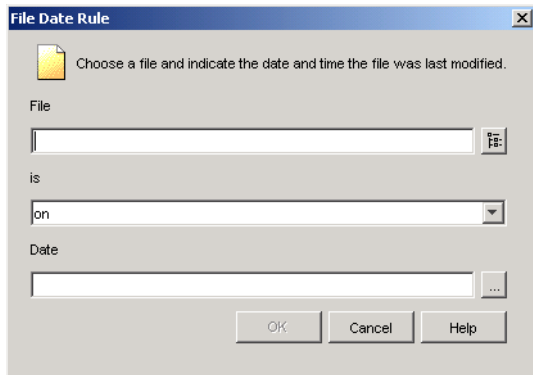 File Date Rule
Choose a file and indicate the date and time the file was last modified.
File
is
on
Date
...
OK
Cancel
Help